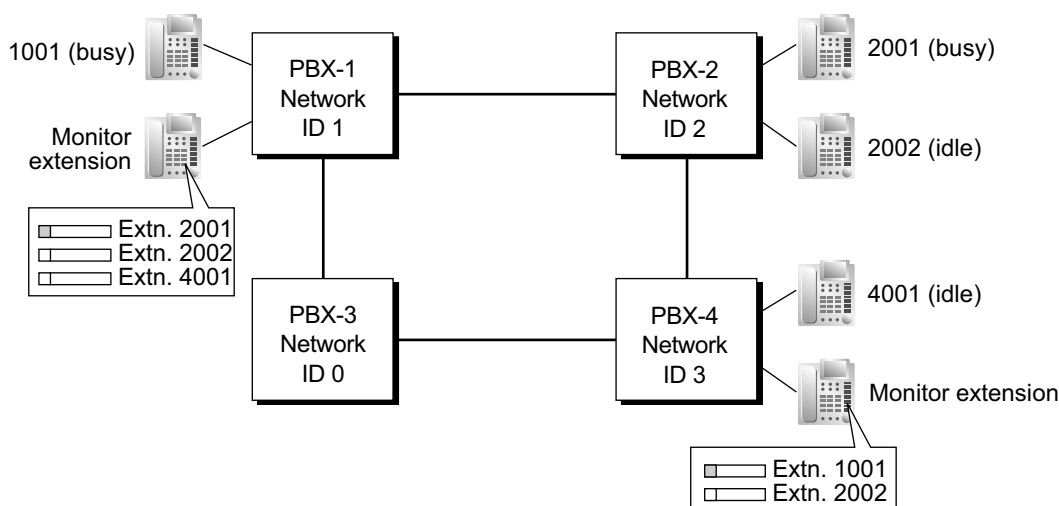 1001 (busy)
PBX-1
Network
ID 1
PBX-2
Network
ID 2
2001 (busy)
Monitor
extension
2002 (idle)
Extn. 2001
Extn. 2002
Extn. 4001
PBX-3
Network
ID 0
PBX-4
Network
ID 3
4001 (idle)
Monitor extension
Extn. 1001
Extn. 2002